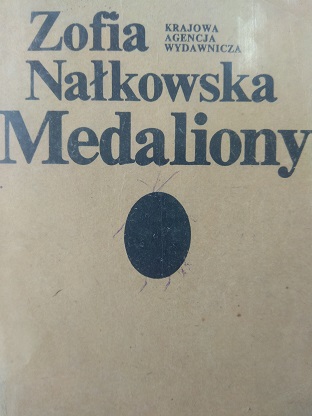 Zofia
KRAJOWA
AGENCJA
WYDAWNICZA
Nałkowska
Medaliony